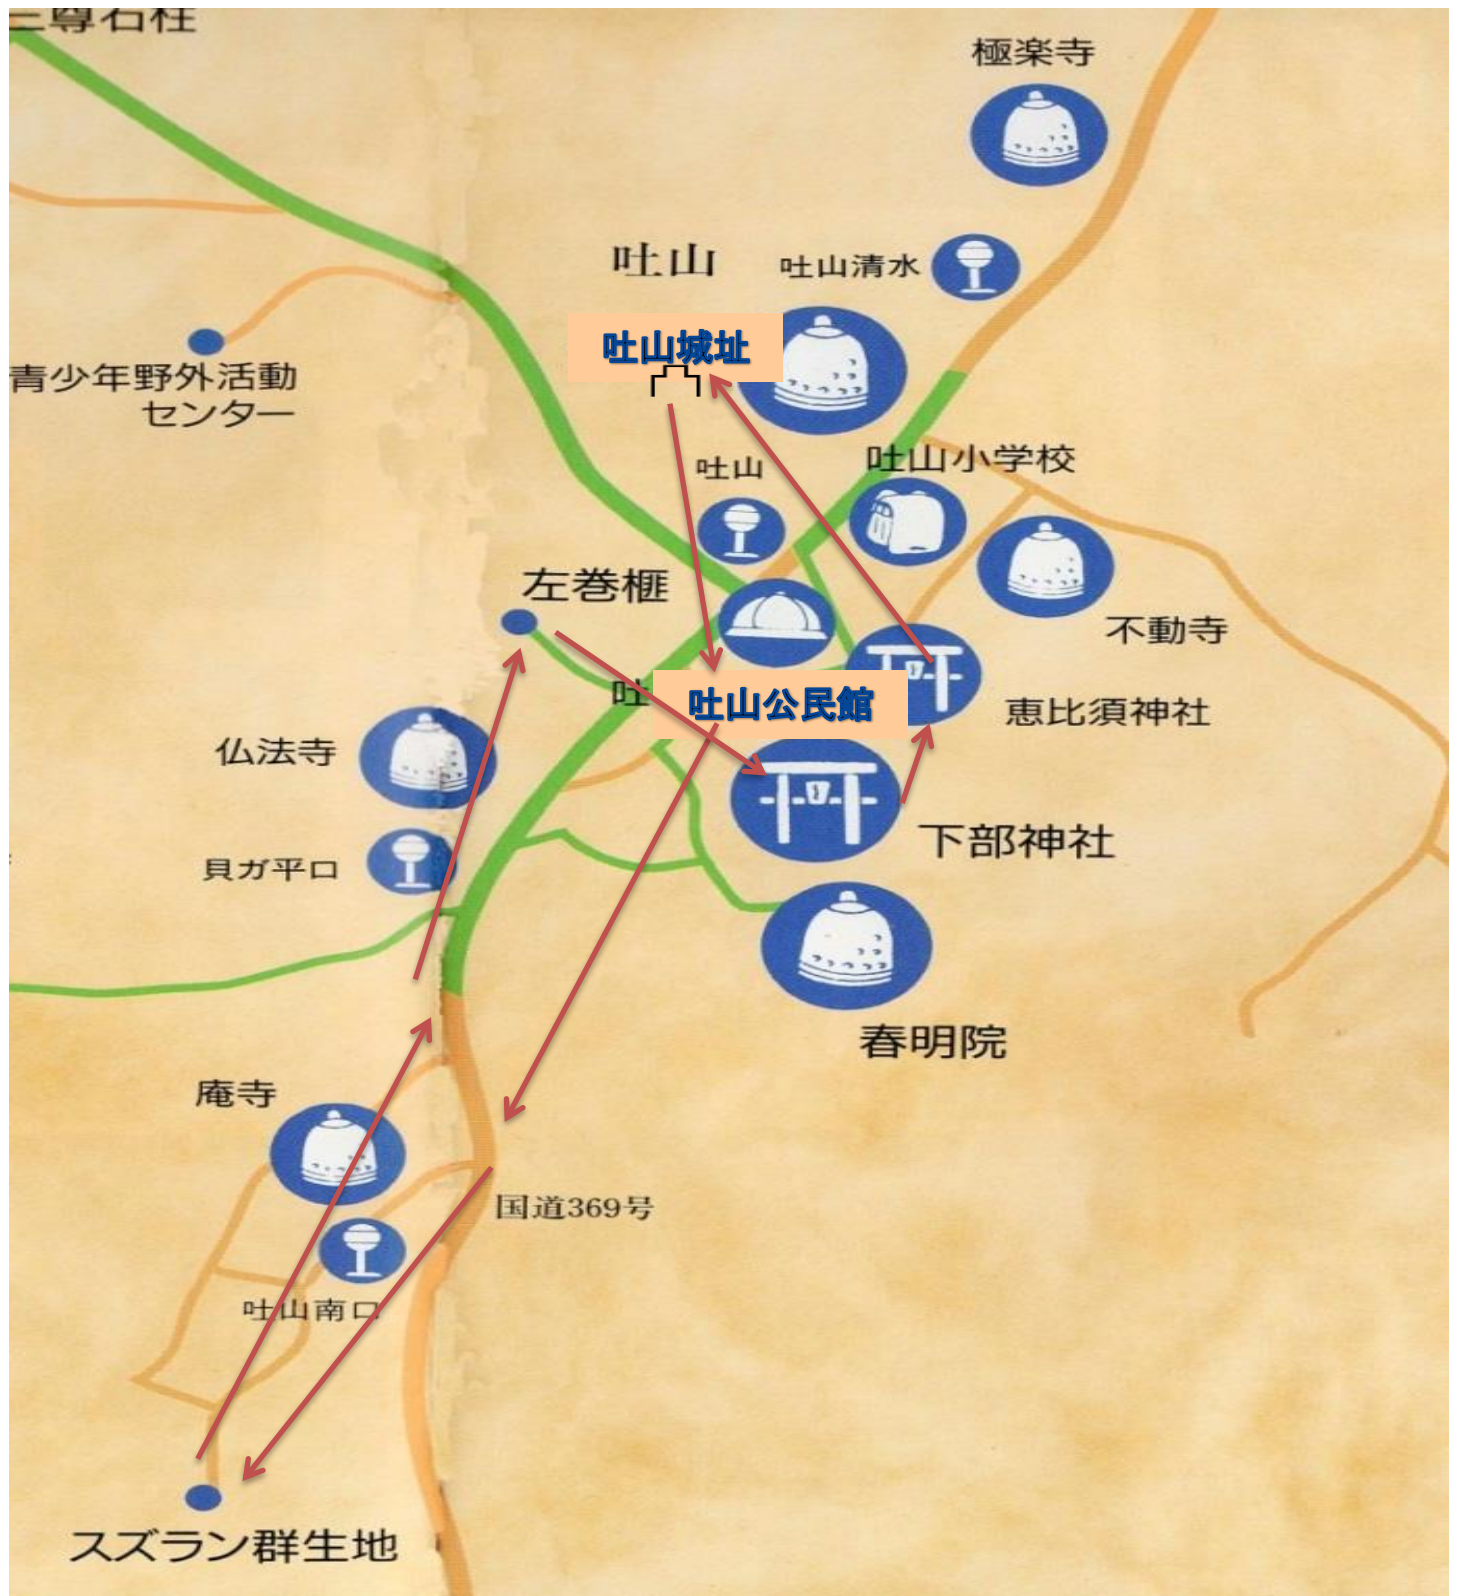 三尊石柱
極楽寺
吐山
吐山清水
吐山城址
青少年野外活動
センター
吐山
吐山小学校
左巻榧
不動寺
吐
吐山公民館
恵比須神社
仏法寺
下部神社
貝ガ平口
春明院
庵寺
国道369号
吐山南口
スズラン群生地